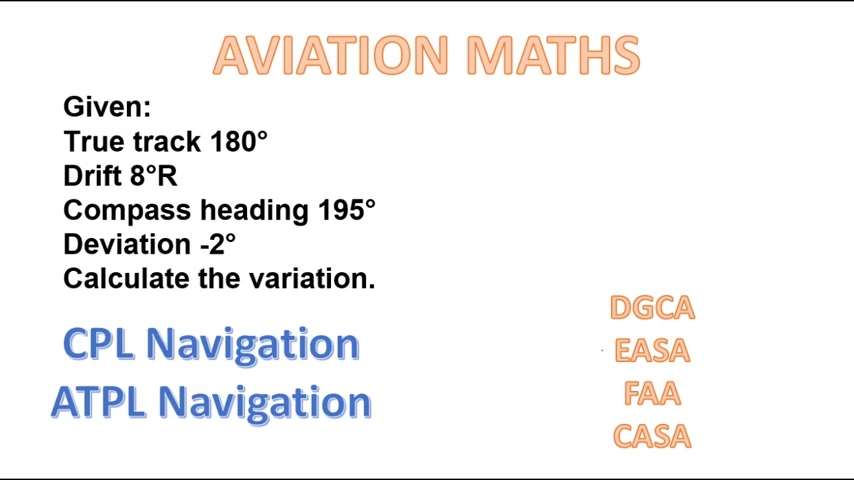 AVIATION MATHS
Given:
True track 180°
Drift 8°R
Compass heading 195°
Deviation -2°
Calculate the variation.
CPL Navigation
ATPL Navigation
DGCA
EASA
FAA
CASA